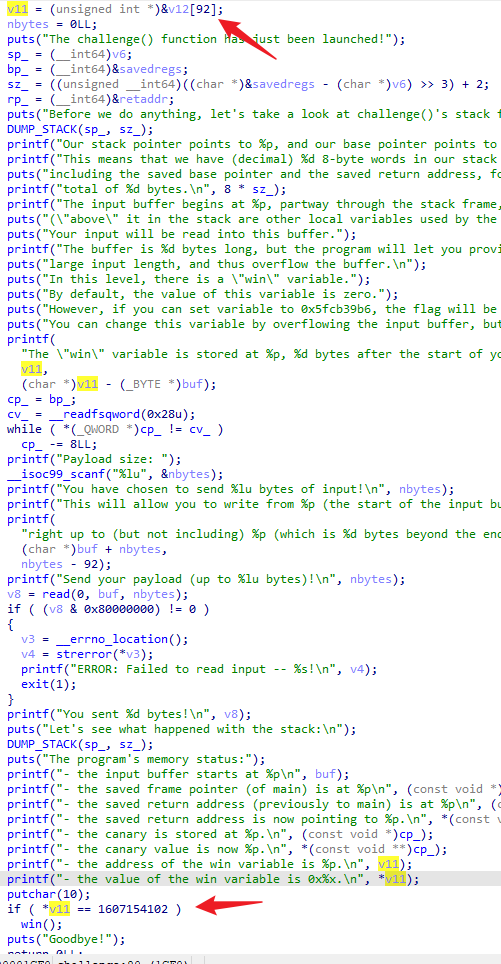 v11 = (unsigned int *)&v12[92];
nbytes = 0LL;
puts("The challenge() function has just been launched!");
sp_ = (__int64)v6;
bp_ = (__int64)&savedregs;
sz_ = ((unsigned __int64)((char *)&savedregs - (char *)v6) >> 3) + 2;
rp_ = (__int64)&retaddr;
puts("Before we do anything, let's take a look at challenge()'s stack f
DUMP_STACK(sp_, sz_);
printf("Our stack pointer points to %p, and our base pointer points to
printf("This means that we have (decimal) %d 8-byte words in our stack
puts("including the saved base pointer and the saved return address, fo
printf("total of %d bytes.\n", 8 * sz_);
printf("The input buffer begins at %p, partway through the stack frame,
puts("(\"above\" it in the stack are other local variables used by the
puts("Your input will be read into this buffer.");
printf("The buffer is %d bytes long, but the program will let you provi
puts("large input length, and thus overflow the buffer.\n");
puts("In this level, there is a \"win\" variable.");
puts("By default, the value of this variable is zero.");
puts("However, if you can set variable to 0x5fcb39b6, the flag will be
puts("You can change this variable by overflowing the input buffer, but
printf(
"The \"win\" variable is stored at %p, %d bytes after the start of yo
v11,
(char *)v11 - (_BYTE *)buf);
cp_ = bp_;
cv_ = __readfsqword(0x28u);
while ( *(_QWORD *)cp_ != cv_ )
cp_ -= 8LL;
printf("Payload size: ");
__isoc99_scanf("%lu", &nbytes);
printf("You have chosen to send %lu bytes of input!\n", nbytes);
printf("This will allow you to write from %p (the start of the input bu
printf(
"right up to (but not including) %p (which is %d bytes beyond the end
(char *)buf + nbytes,
nbytes - 92);
printf("Send your payload (up to %lu bytes)!\n", nbytes);
v8 = read(0, buf, nbytes);
if ( (v8 & 0x80000000) != 0 )
{
v3 = __errno_location();
v4 = strerror(*v3);
printf("ERROR: Failed to read input -- %s!\n", v4);
exit(1);
}
printf("You sent %d bytes!\n", v8);
puts("Let's see what happened with the stack:\n");
DUMP_STACK(sp_, sz_);
puts("The program's memory status:");
printf("- the input buffer starts at %p\n", buf);
printf("- the saved frame pointer (of main) is at %p\n", (const void *)
printf("- the saved return address (previously to main) is at %p\n", (c
printf("- the saved return address is now pointing to %p.\n", *(const v
printf("- the canary is stored at %p.\n", (const void *)cp_);
printf("- the canary value is now %p.\n", *(const void **)cp_);
printf("- the address of the win variable is %p.\n", v11);
printf("- the value of the win variable is 0x%x.\n", *v11);
putchar(10);
if ( *v11 == 1607154102 )
win();
puts("Goodbye!");
return 0LL;